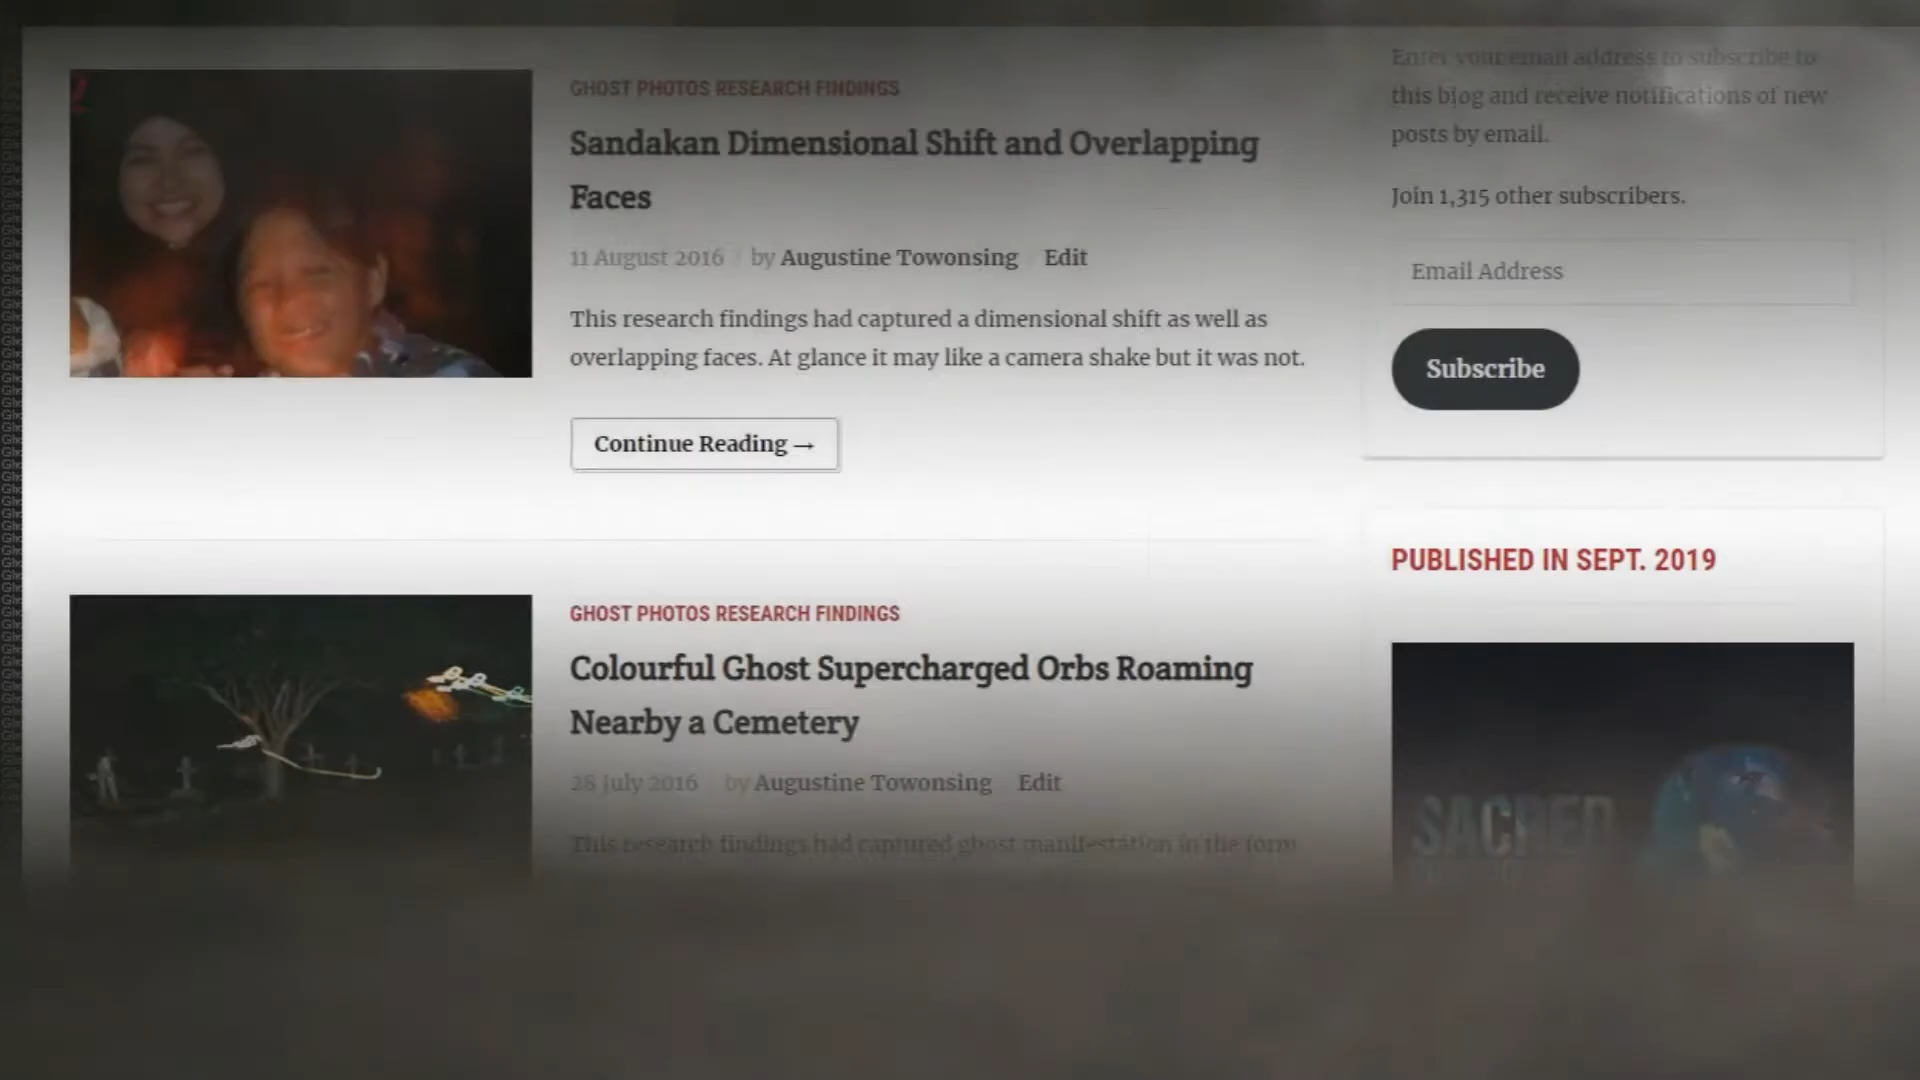 GHOST PHOTOS RESEARCH FINDINGS
Sandakan Dimensional Shift and Overlapping
Faces
11 August 2016 / by Augustine Towonsing Edit
This research findings had captured a dimensional shift as well as
overlapping faces. At glance it may like a camera shake but it was not.
Continue Reading →
GHOST PHOTOS RESEARCH FINDINGS
Colourful Ghost Supercharged Orbs Roaming
Nearby a Cemetery
28 July 2016 / by Augustine Towonsing Edit
This research findings had captured ghost manifestation in the form
Enter your email address to subscribe to
this blog and receive notifications of new
posts by email.
Join 1,315 other subscribers.
Email Address
Subscribe
PUBLISHED IN SEPT. 2019
SACRED